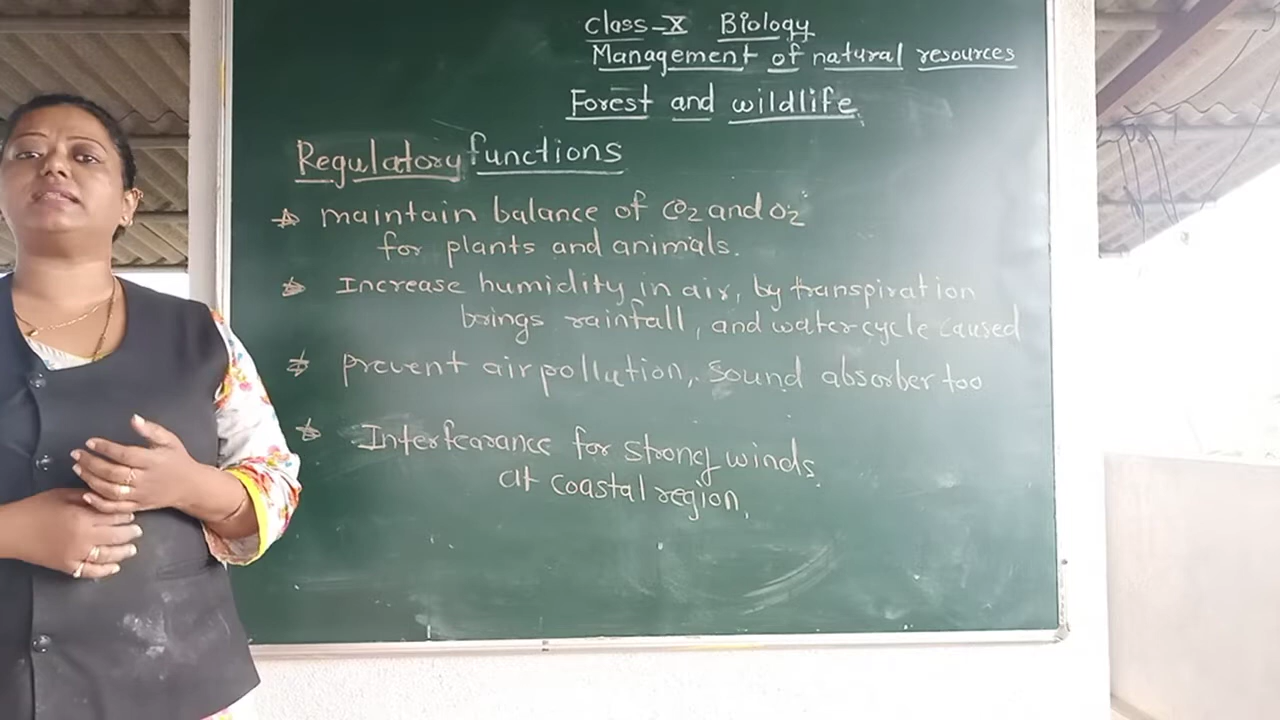 Class-X Biology
Management of natural resources
Forest and wildlife
Regulatory functions
maintain balance of CO₂ and O₂
for plants and animals.
Increase humidity in air, by transpiration
brings rainfall, and water cycle caused
prevent air pollution, Sound absorber too
Interfearance for strong winds
at coastal region,